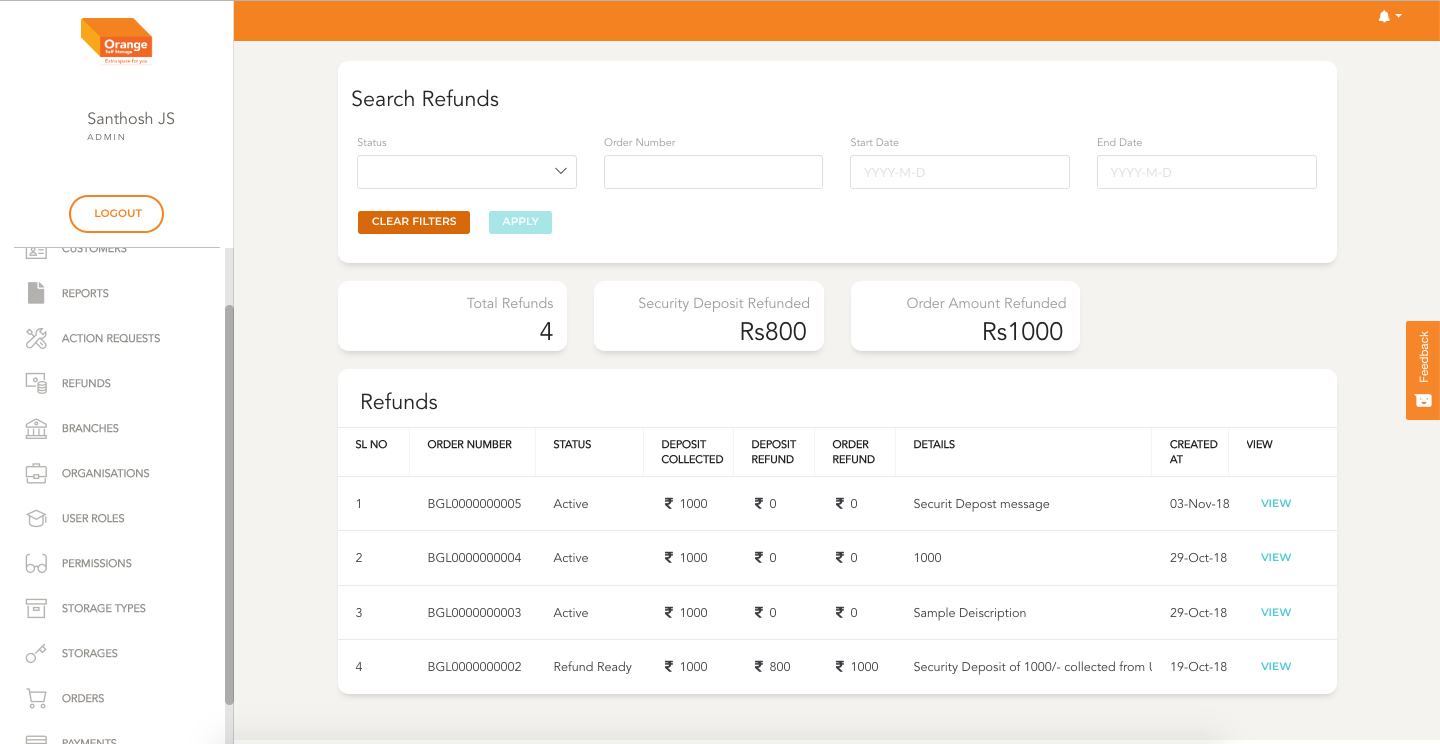 Orange
Self Storage
Extra space for you
Santhosh JS
ADMIN
LOGOUT
CUSTOMERS
REPORTS
ACTION REQUESTS
REFUNDS
BRANCHES
ORGANISATIONS
USER ROLES
PERMISSIONS
STORAGE TYPES
STORAGES
ORDERS
PAYMENTS
Search Refunds
Status Order Number Start Date End Date
YYYY-M-D YYYY-M-D
CLEAR FILTERS APPLY
Total Refunds Security Deposit Refunded Order Amount Refunded
4 Rs800 Rs1000
Feedback
Refunds
SL NO ORDER NUMBER STATUS DEPOSIT COLLECTED DEPOSIT REFUND ORDER REFUND DETAILS CREATED AT VIEW
1 BGL0000000005 Active ₹ 1000 ₹ 0 ₹ 0 Securit Depost message 03-Nov-18 VIEW
2 BGL0000000004 Active ₹ 1000 ₹ 0 ₹ 0 1000 29-Oct-18 VIEW
3 BGL0000000003 Active ₹ 1000 ₹ 0 ₹ 0 Sample Deiscription 29-Oct-18 VIEW
4 BGL0000000002 Refund Ready ₹ 1000 ₹ 800 ₹ 1000 Security Deposit of 1000/- collected from 19-Oct-18 VIEW